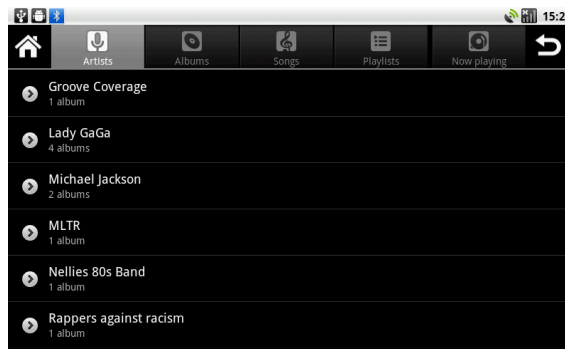 15:2
Artists
Albums
Songs
Playlists
Now playing
Groove Coverage
1 album
Lady GaGa
4 albums
Michael Jackson
2 albums
MLTR
1 album
Nellies 80s Band
1 album
Rappers against racism
1 album